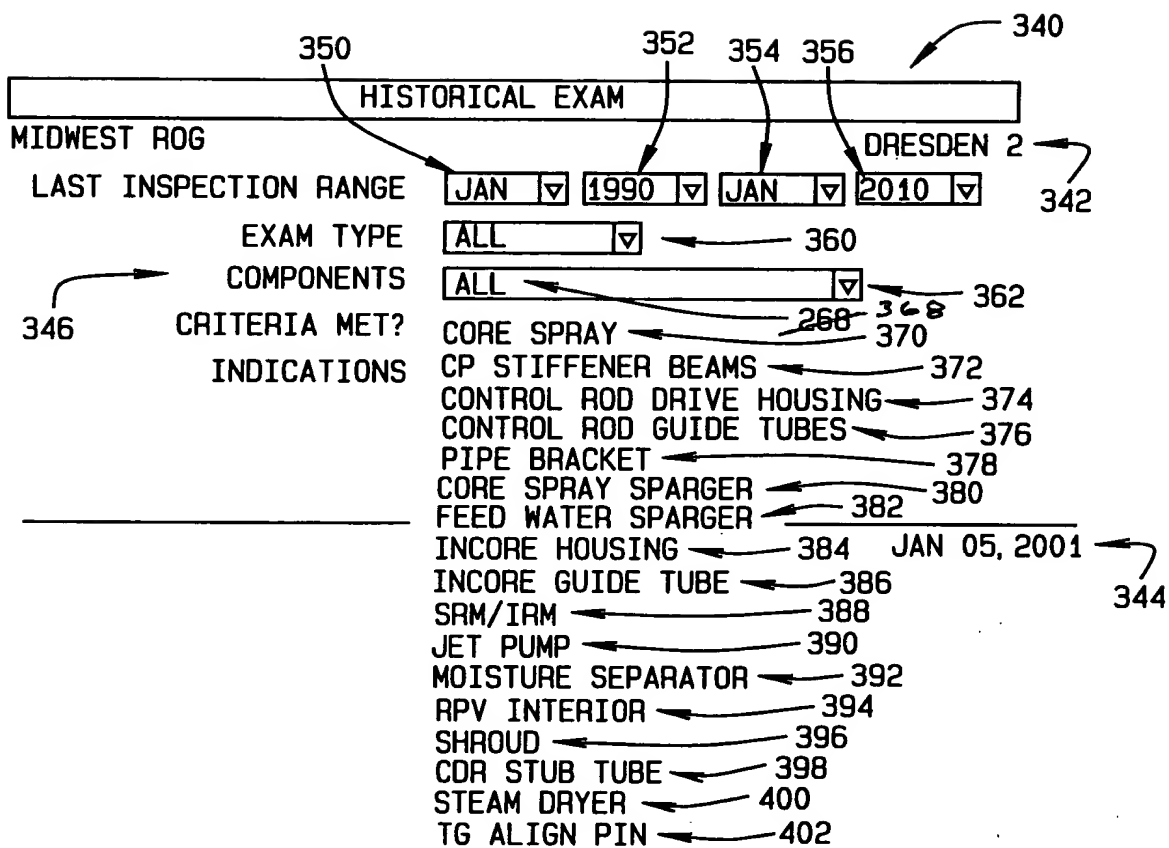 340
350 352 354 356
HISTORICAL EXAM
MIDWEST ROG DRESDEN 2
342
LAST INSPECTION RANGE JAN 1990 JAN 2010
EXAM TYPE ALL 360
COMPONENTS ALL 362
346
268 368
CRITERIA MET? CORE SPRAY 370
INDICATIONS CP STIFFENER BEAMS 372
CONTROL ROD DRIVE HOUSING 374
CONTROL ROD GUIDE TUBES 376
PIPE BRACKET 378
CORE SPRAY SPARGER 380
FEED WATER SPARGER 382
INCORE HOUSING 384 JAN 05, 2001
344
INCORE GUIDE TUBE 386
SRM/IRM 388
JET PUMP 390
MOISTURE SEPARATOR 392
RPV INTERIOR 394
SHROUD 396
CDR STUB TUBE 398
STEAM DRYER 400
TG ALIGN PIN 402